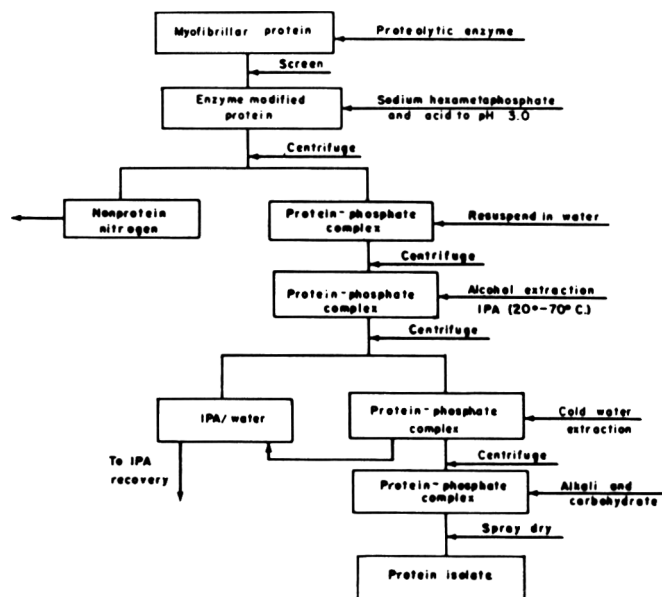 Myofibrillar protein
Proteolytic enzyme
Screen
Enzyme modified
protein
Sodium hexametaphosphate
and acid to pH 3.0
Centrifuge
Nonprotein
nitrogen
Protein-phosphate
complex
Resuspend in water
Centrifuge
Protein-phosphate
complex
Alcohol extraction
IPA (20°-70°C.)
Centrifuge
IPA/water
Protein-phosphate
complex
Cold water
extraction
To IPA
recovery
Centrifuge
Protein-phosphate
complex
Alkali and
carbohydrate
Spray dry
Protein isolate